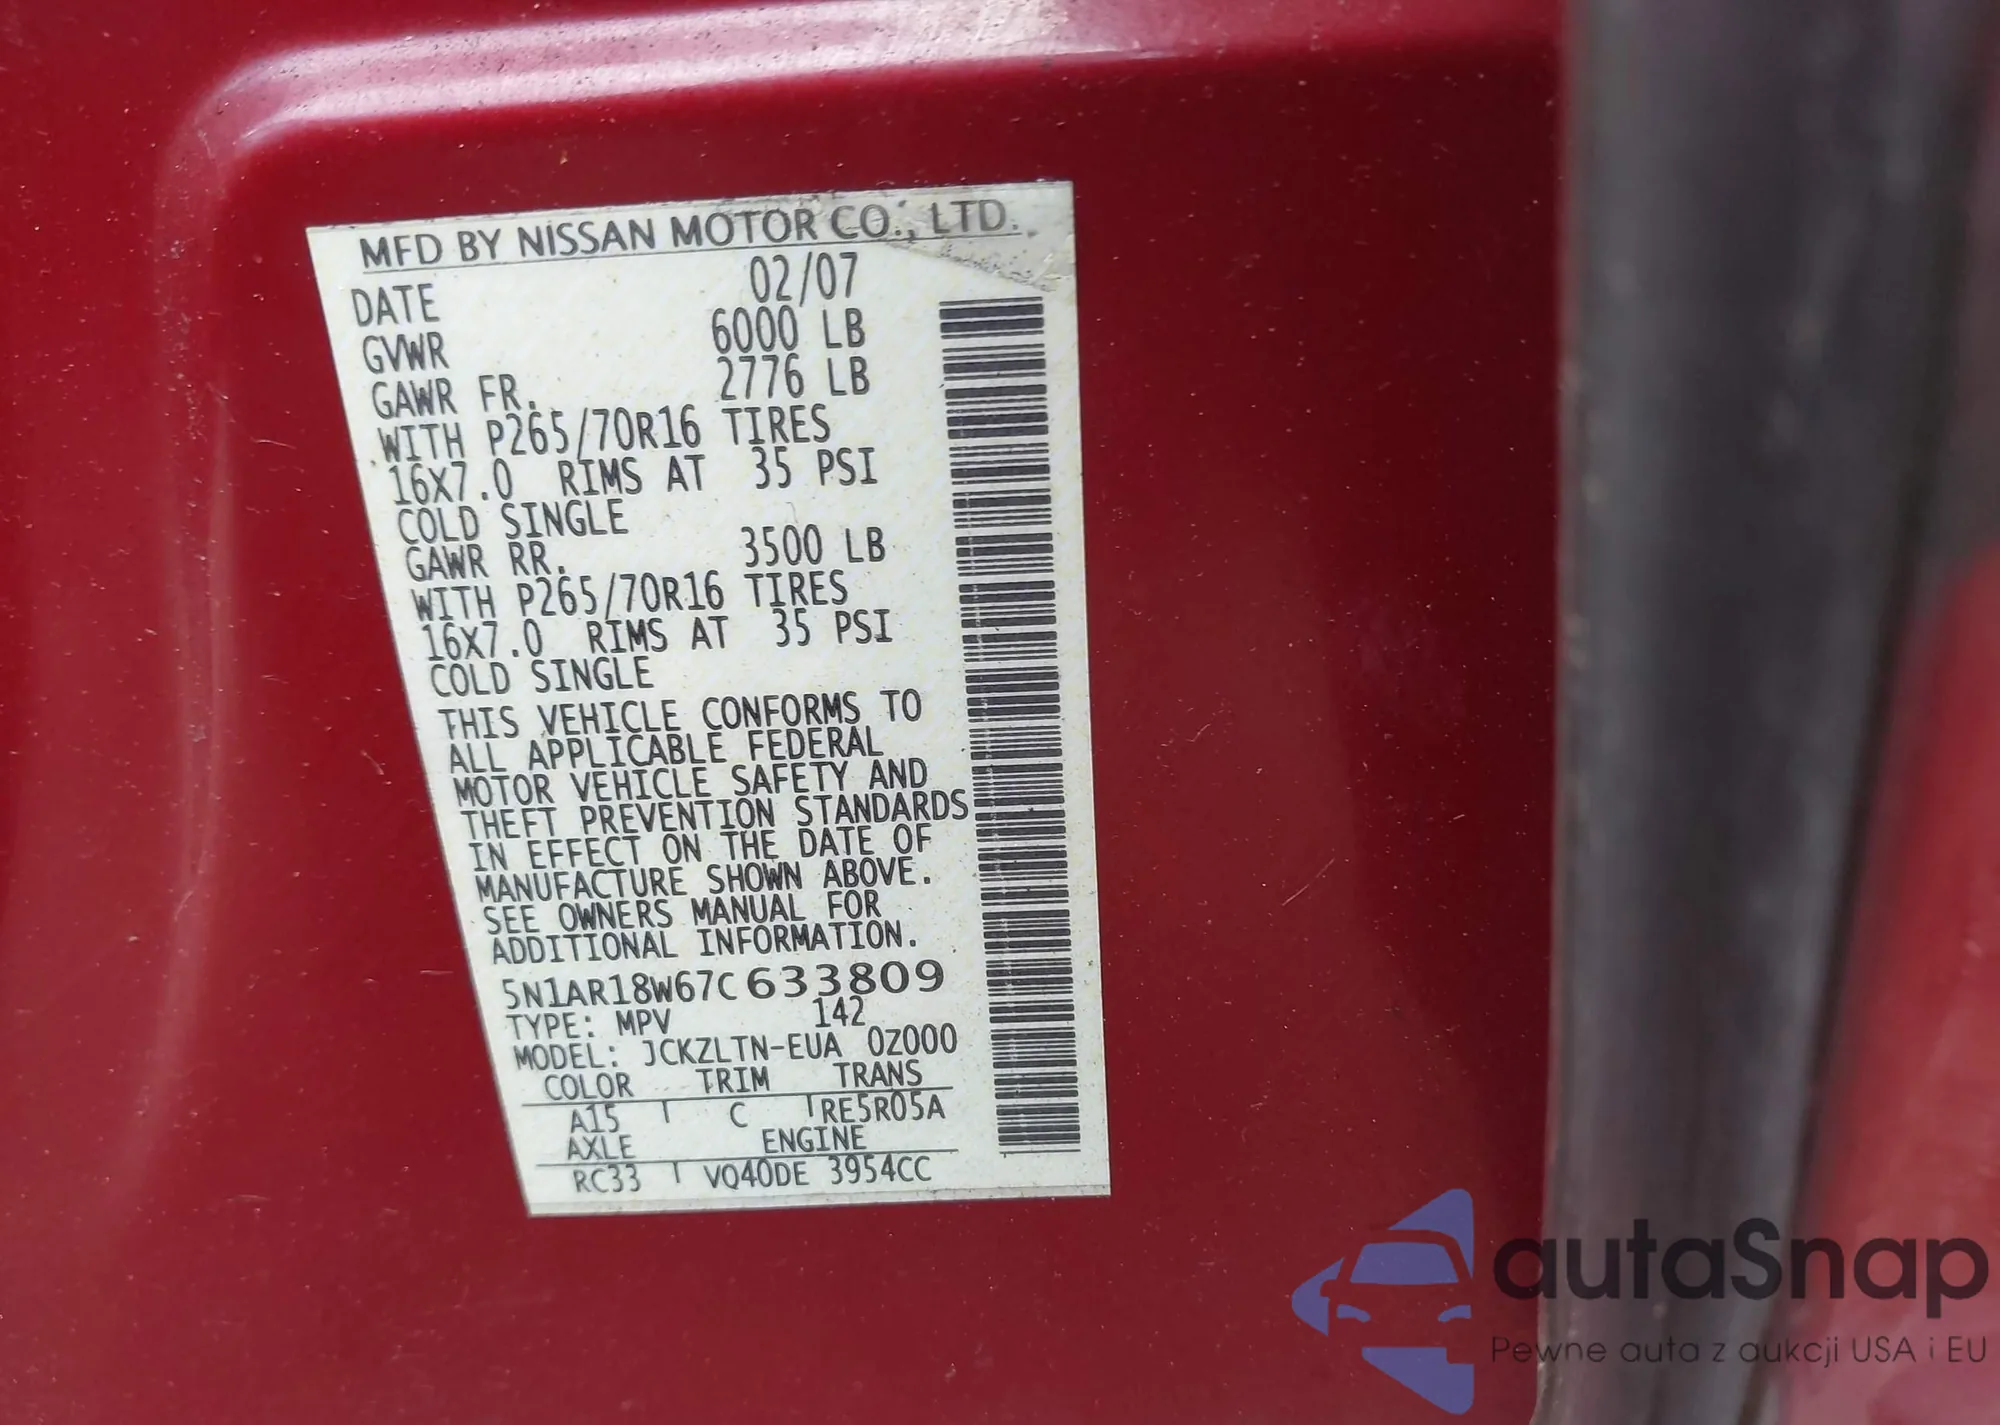 MFD BY NISSAN MOTOR CO., LTD.
DATE 02/07
GVWR 6000 LB
GAWR FR. 2776 LB
WITH P265/70R16 TIRES
16X7.0 RIMS AT 35 PSI
COLD SINGLE
GAWR RR. 3500 LB
WITH P265/70R16 TIRES
16X7.0 RIMS AT 35 PSI
COLD SINGLE
THIS VEHICLE CONFORMS TO
ALL APPLICABLE FEDERAL
MOTOR VEHICLE SAFETY AND
THEFT PREVENTION STANDARDS
IN EFFECT ON THE DATE OF
MANUFACTURE SHOWN ABOVE.
SEE OWNERS MANUAL FOR
ADDITIONAL INFORMATION.
5N1AR18W67C633809
TYPE: MPV 142
MODEL: JCKZLTN-EUA 0Z000
COLOR TRIM TRANS
A15 C RE5R05A
AXLE ENGINE
RC33 VQ40DE 3954CC
autaSnap
Pewne auta z aukcji USA i EU